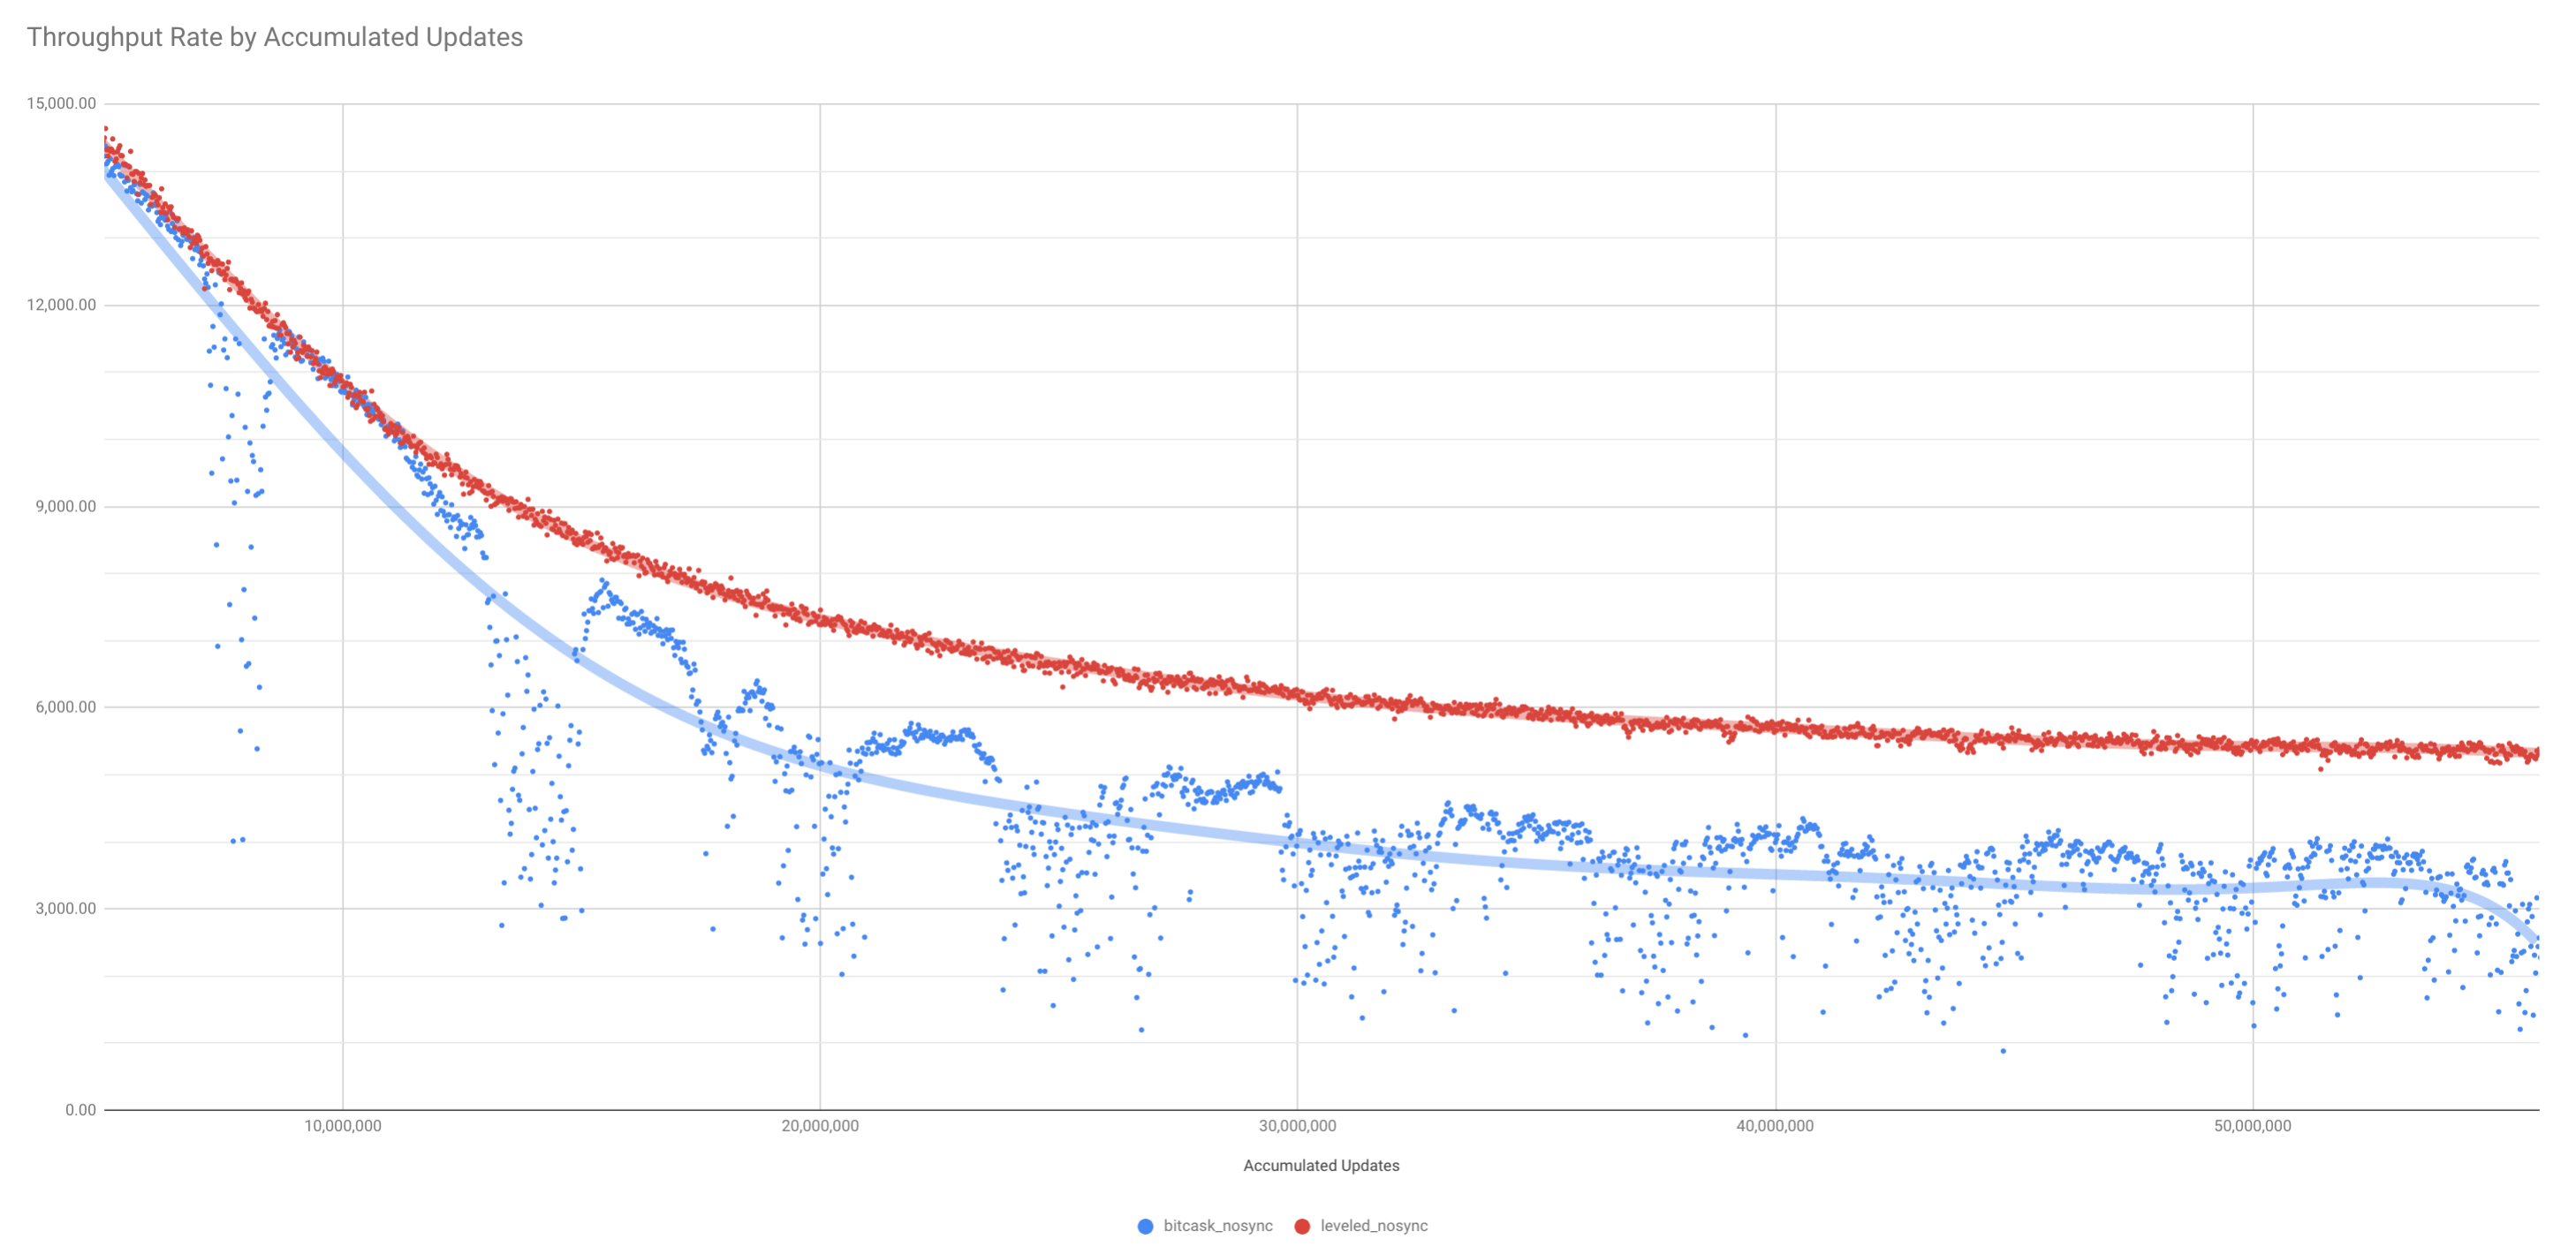 Throughput Rate by Accumulated Updates
15,000.00
12,000.00
9,000.00
6,000.00
3,000.00
0.00
10,000,000 20,000,000 30,000,000 40,000,000 50,000,000
Accumulated Updates
bitcask_nosync leveled_nosync